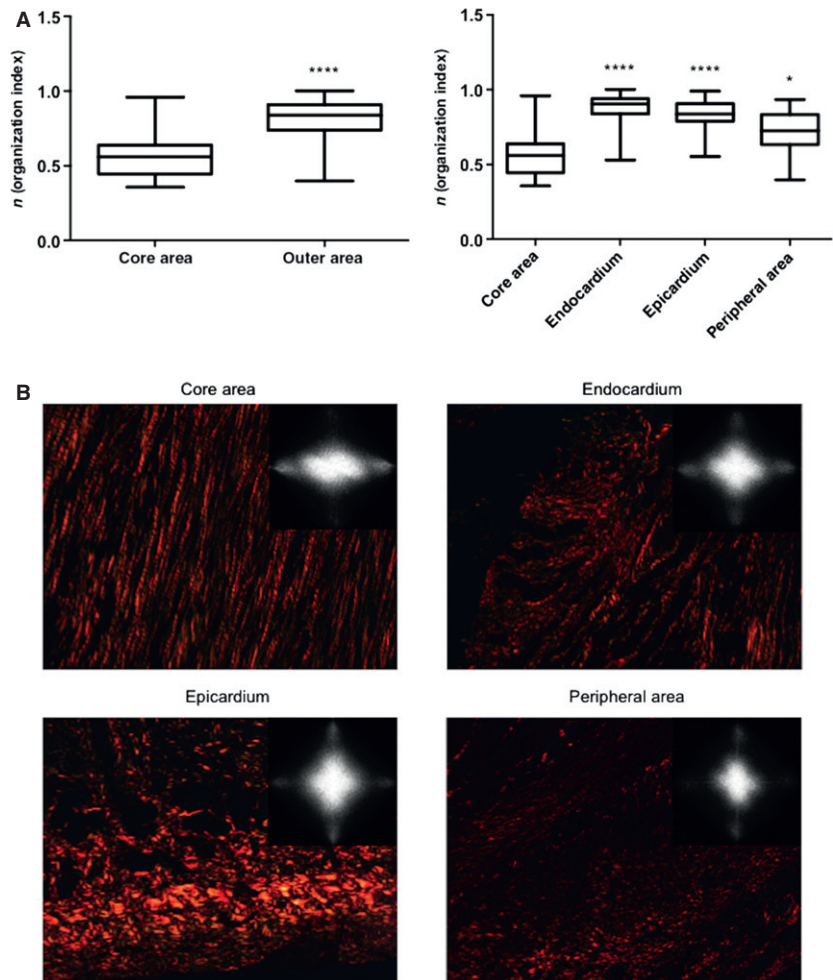 A
n (organization index)
1.5
1.0
0.5
0.0
****
Core area
Outer area
n (organization index)
1.5
1.0
0.5
0.0
****
****
*
Core area
Endocardium
Epicardium
Peripheral area
B
Core area
Endocardium
Epicardium
Peripheral area